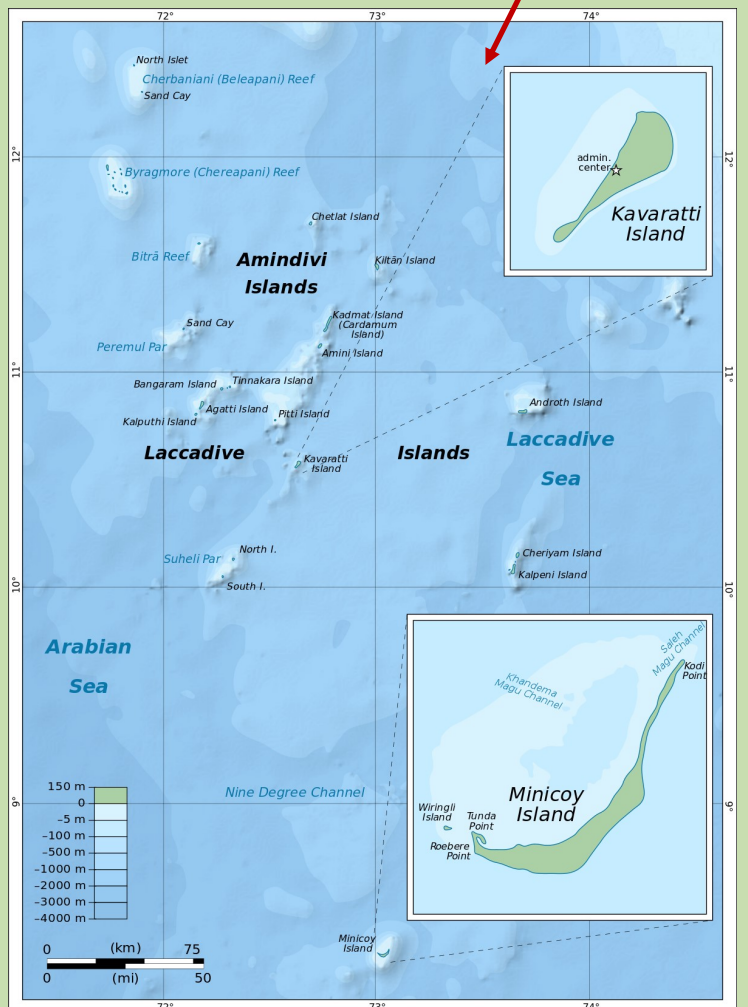 72°
73°
74°
North Islet
Cherbaniani (Beleapani) Reef
Sand Cay
12°
12°
Byragmore (Chereapani) Reef
admin.
center
Kavaratti
Island
Chetlat Island
Bitrā Reef
Amindivi
Islands
Kiltān Island
Sand Cay
Kadmat Island
(Cardamum
Island)
Peremul Par
Amini Island
11°
11°
Bangaram Island
Tinnakara Island
Agatti Island
Kalputhi Island
Pitti Island
Androth Island
Laccadive
Islands
Laccadive
Sea
Kavaratti
Island
Suheli Par
North I.
South I.
Cheriyam Island
Kalpeni Island
10°
10°
Arabian
Sea
Saleh
Magu Channel
Kodi
Point
Khandema
Magu Channel
Minicoy
Island
Wiringli
Island
Tunda
Point
Roebere
Point
Nine Degree Channel
9°
9°
150 m
0
–5 m
–100 m
–500 m
–1000 m
–2000 m
–3000 m
–4000 m
Minicoy
Island
0 (km) 75
0 (mi) 50
72°
74°